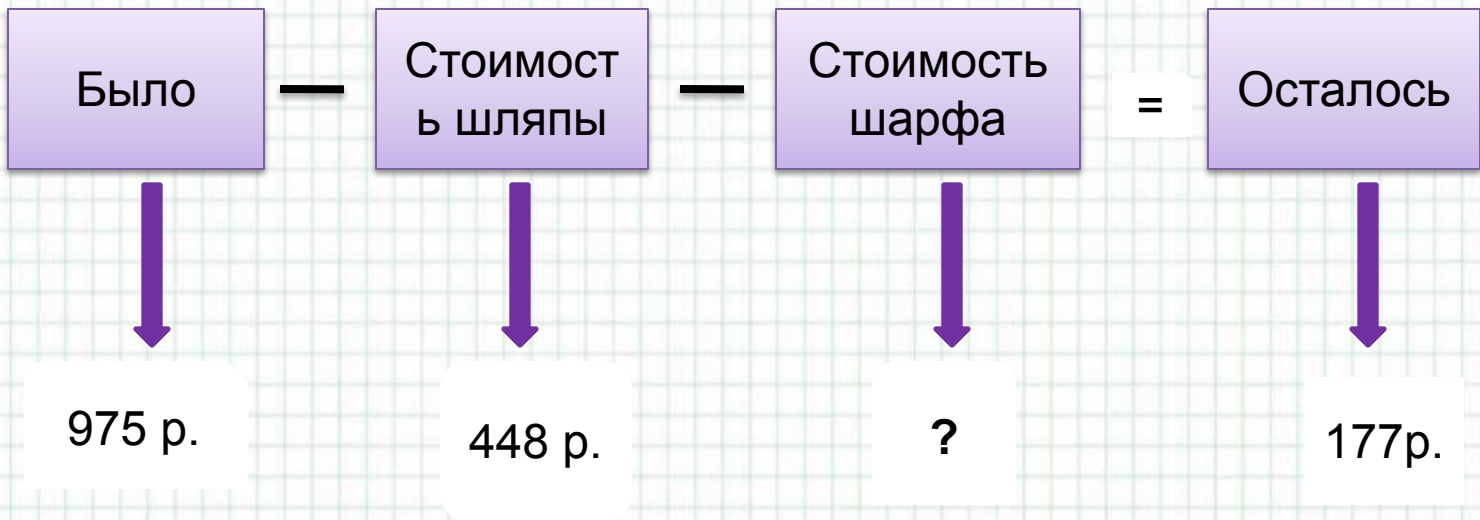 Было
—
Стоимост
ь шляпы
—
Стоимость
шарфа
=
Осталось
975 р.
448 р.
?
177р.